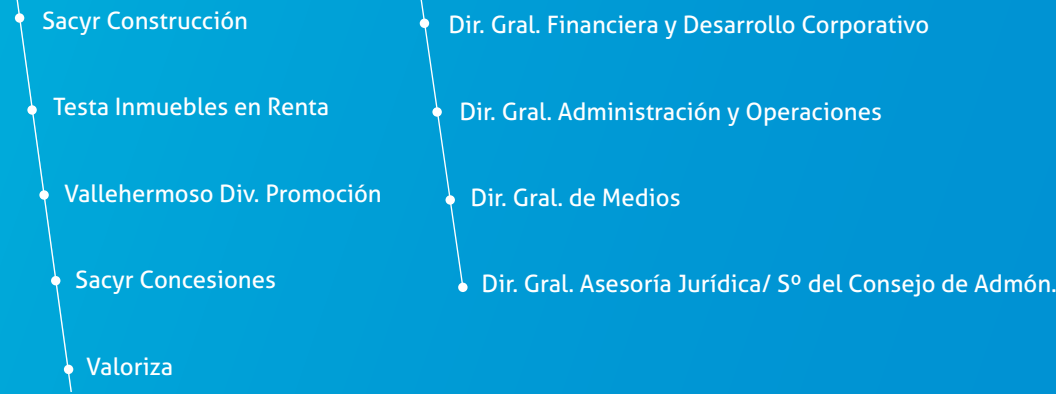 Sacyr Construcción
Testa Inmuebles en Renta
Vallehermoso Div. Promoción
Sacyr Concesiones
Valoriza
Dir. Gral. Financiera y Desarrollo Corporativo
Dir. Gral. Administración y Operaciones
Dir. Gral. de Medios
Dir. Gral. Asesoría Jurídica/ Sº del Consejo de Admón.